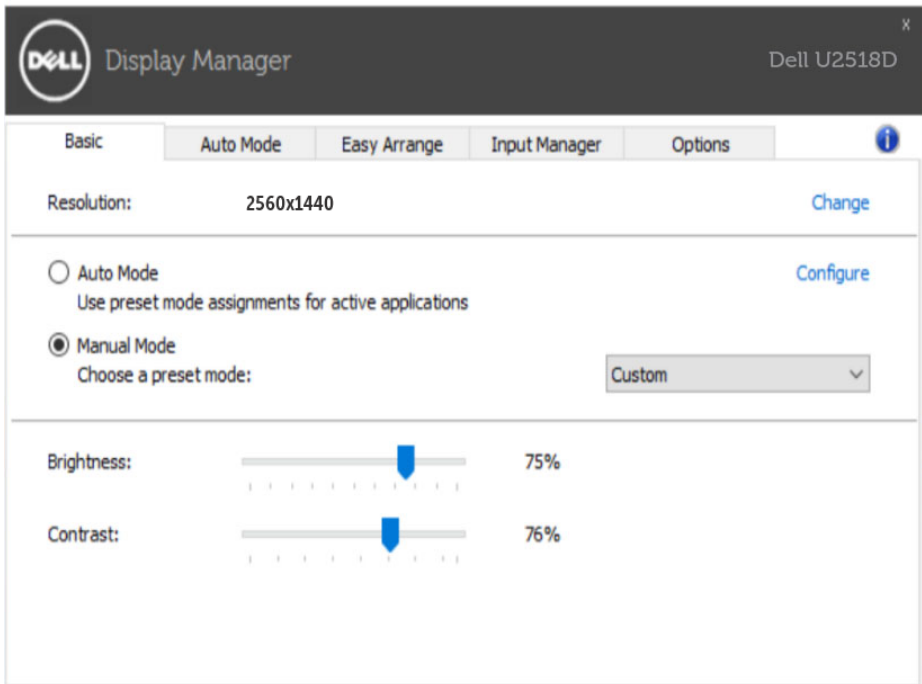 x
DELL Display Manager
Dell U2518D
Basic Auto Mode Easy Arrange Input Manager Options i
Resolution: 2560x1440 Change
Auto Mode Configure
Use preset mode assignments for active applications
Manual Mode
Choose a preset mode: Custom
Brightness: 75%
Contrast: 76%